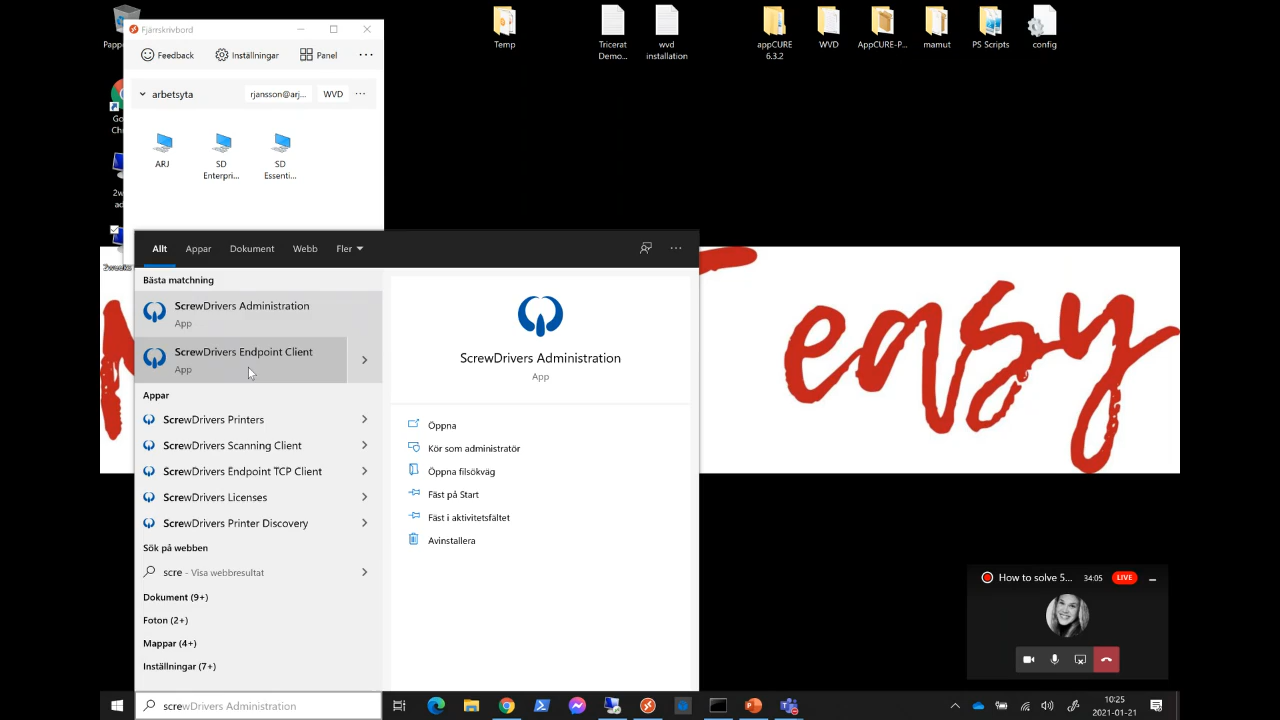 Fjärrskrivbord
Feedback
Inställningar
Panel
arbetsyta
rjansson@arj...
WVD
ARJ
SD
Enterpri...
SD
Essenti...
Temp
Tricerat
Demo...
wvd
installation
appCURE
6.3.2
WVD
AppCURE-P...
mamut
PS Scripts
config
Allt
Appar
Dokument
Webb
Fler
Bästa matchning
ScrewDrivers Administration
App
ScrewDrivers Endpoint Client
App
Appar
ScrewDrivers Printers
ScrewDrivers Scanning Client
ScrewDrivers Endpoint TCP Client
ScrewDrivers Licenses
ScrewDrivers Printer Discovery
Sök på webben
scre - Visa webbresultat
Dokument (9+)
Foton (2+)
Mappar (4+)
Inställningar (7+)
ScrewDrivers Administration
App
Öppna
Kör som administratör
Öppna filsökväg
Fäst på Start
Fäst i aktivitetsfältet
Avinstallera
easy
How to solve 5...
34:05
LIVE
screwDrivers Administration
10:25
2021-01-21